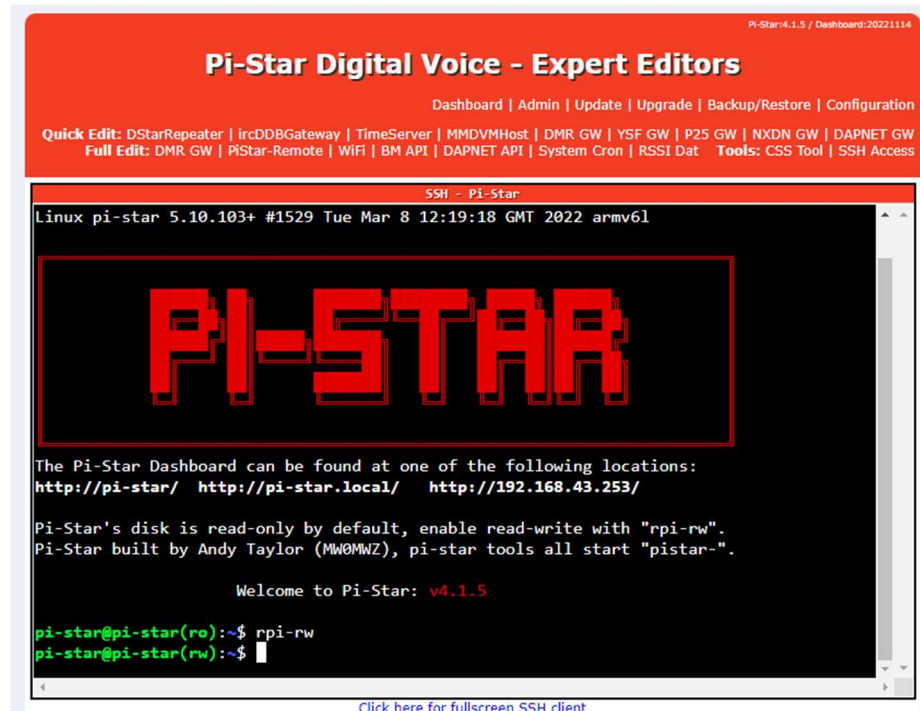 Pi-Star:4.1.5 / Dashboard:20221114
Pi-Star Digital Voice - Expert Editors
Dashboard | Admin | Update | Upgrade | Backup/Restore | Configuration
Quick Edit: DStarRepeater | ircDDBGateway | TimeServer | MMDVMHost | DMR GW | YSF GW | P25 GW | NXDN GW | DAPNET GW
Full Edit: DMR GW | PiStar-Remote | WiFi | BM API | DAPNET API | System Cron | RSSI Dat Tools: CSS Tool | SSH Access
SSH - Pi-Star
Linux pi-star 5.10.103+ #1529 Tue Mar 8 12:19:18 GMT 2022 armv6l
PI-STAR
The Pi-Star Dashboard can be found at one of the following locations:
http://pi-star/ http://pi-star.local/ http://192.168.43.253/
Pi-Star's disk is read-only by default, enable read-write with "rpi-rw".
Pi-Star built by Andy Taylor (MW0MWZ), pi-star tools all start "pistar-".
Welcome to Pi-Star: v4.1.5
pi-star@pi-star(ro):~$ rpi-rw
pi-star@pi-star(rw):~$
Click here for fullscreen SSH client